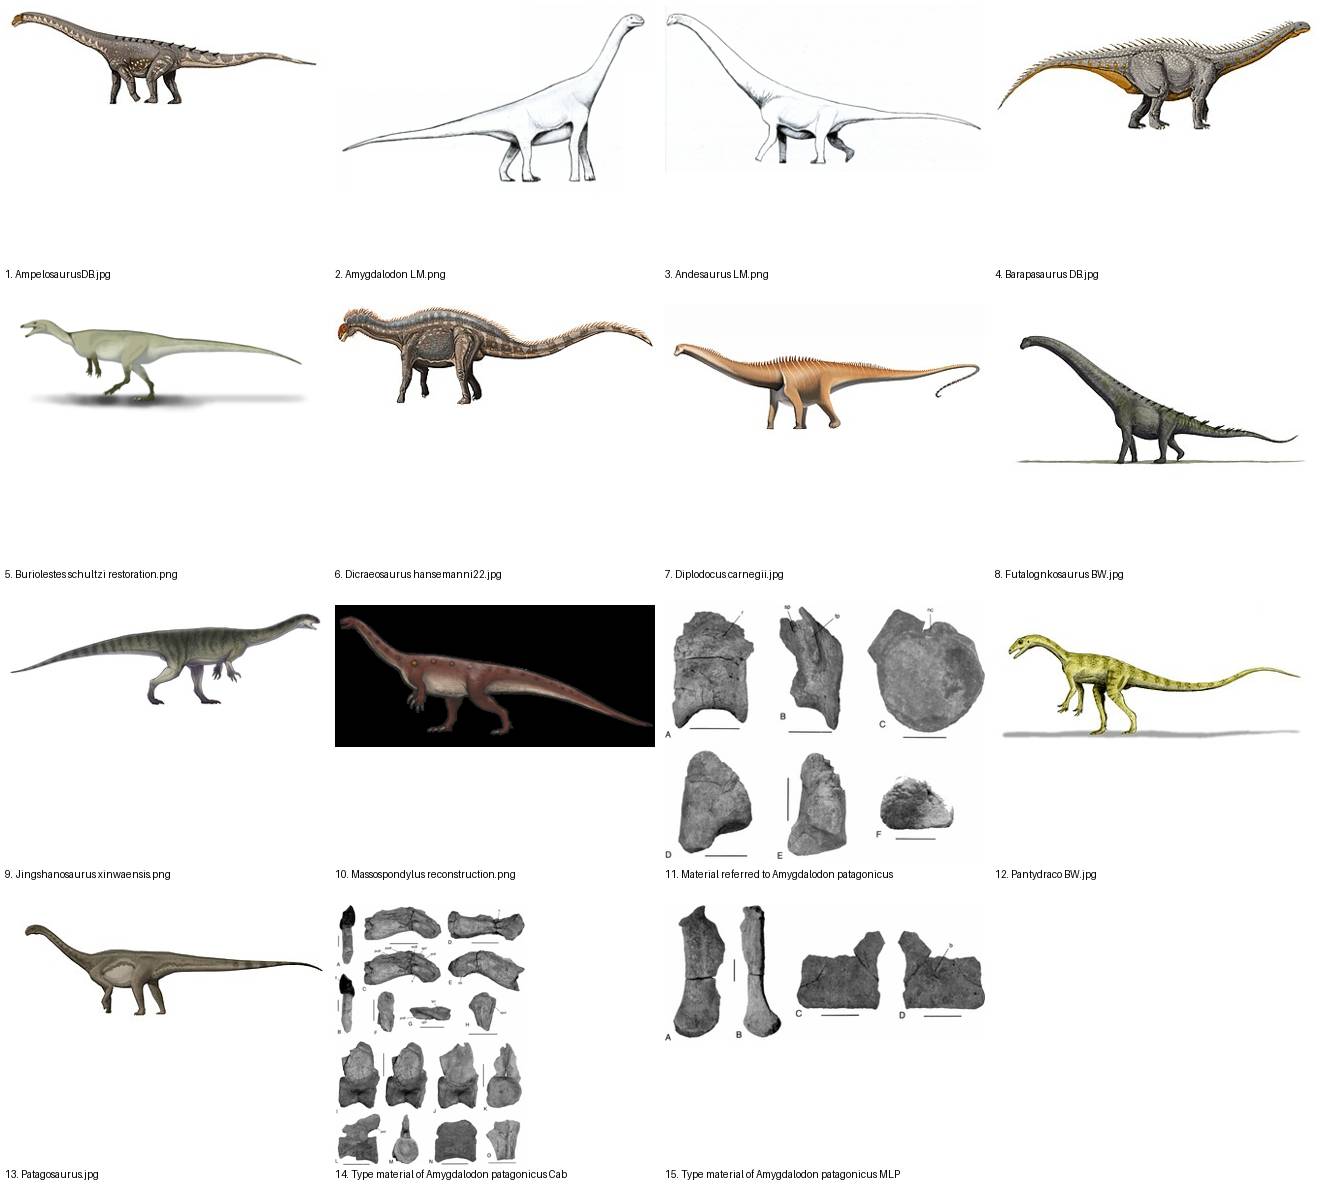 1. AmpelosaurusDB.jpg
2. Amygdalodon LM.png
3. Andesaurus LM.png
4. Barapasaurus DB.jpg
5. Buriolestes schultzi restoration.png
6. Dicraeosaurus hansemanni22.jpg
7. Diplodocus carnegii.jpg
8. Futalognkosaurus BW.jpg
r
sp
tp
nc
A
B
C
D
E
F
9. Jingshanosaurus xinwaensis.png
10. Massospondylus reconstruction.png
11. Material referred to Amygdalodon patagonicus
12. Pantydraco BW.jpg
A
B
C
D
E
F
G
H
I
J
K
L
M
N
O
A
B
C
D
b
13. Patagosaurus.jpg
14. Type material of Amygdalodon patagonicus Cab
15. Type material of Amygdalodon patagonicus MLP